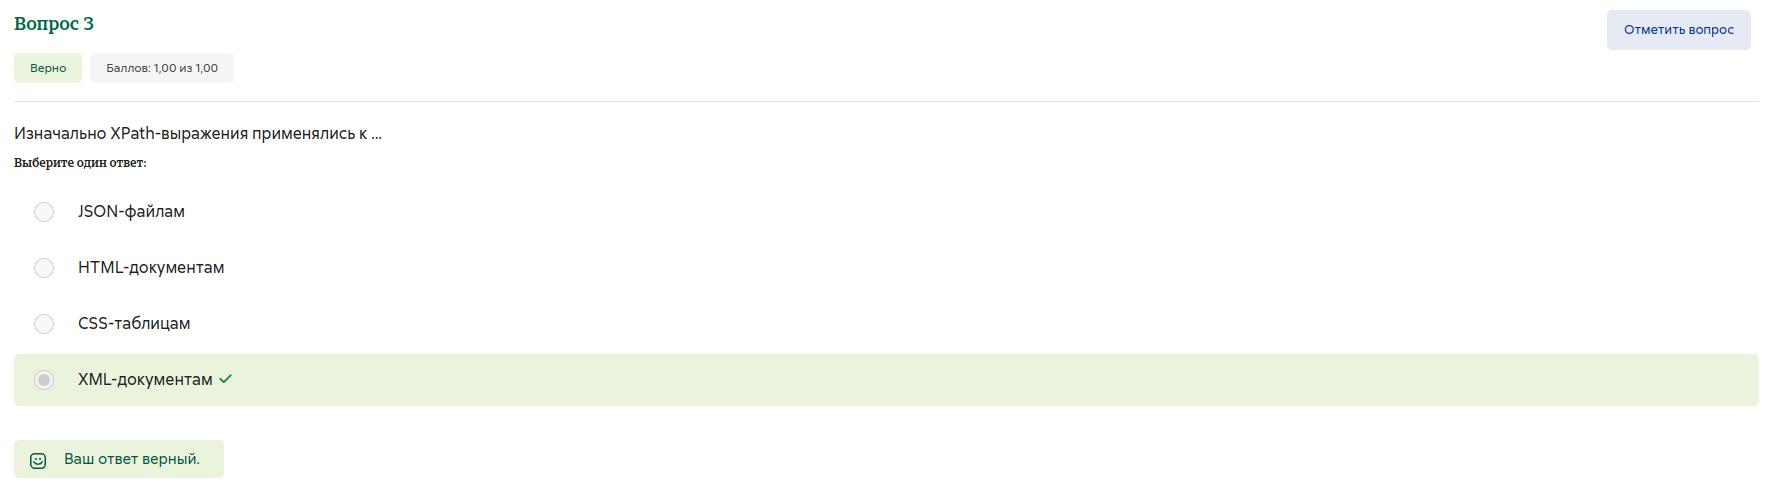 Вопрос 3
Отметить вопрос
Верно
Баллов: 1,00 из 1,00
Изначально XPath-выражения применялись к ...
Выберите один ответ:
JSON-файлам
HTML-документам
CSS-таблицам
XML-документам
Ваш ответ верный.